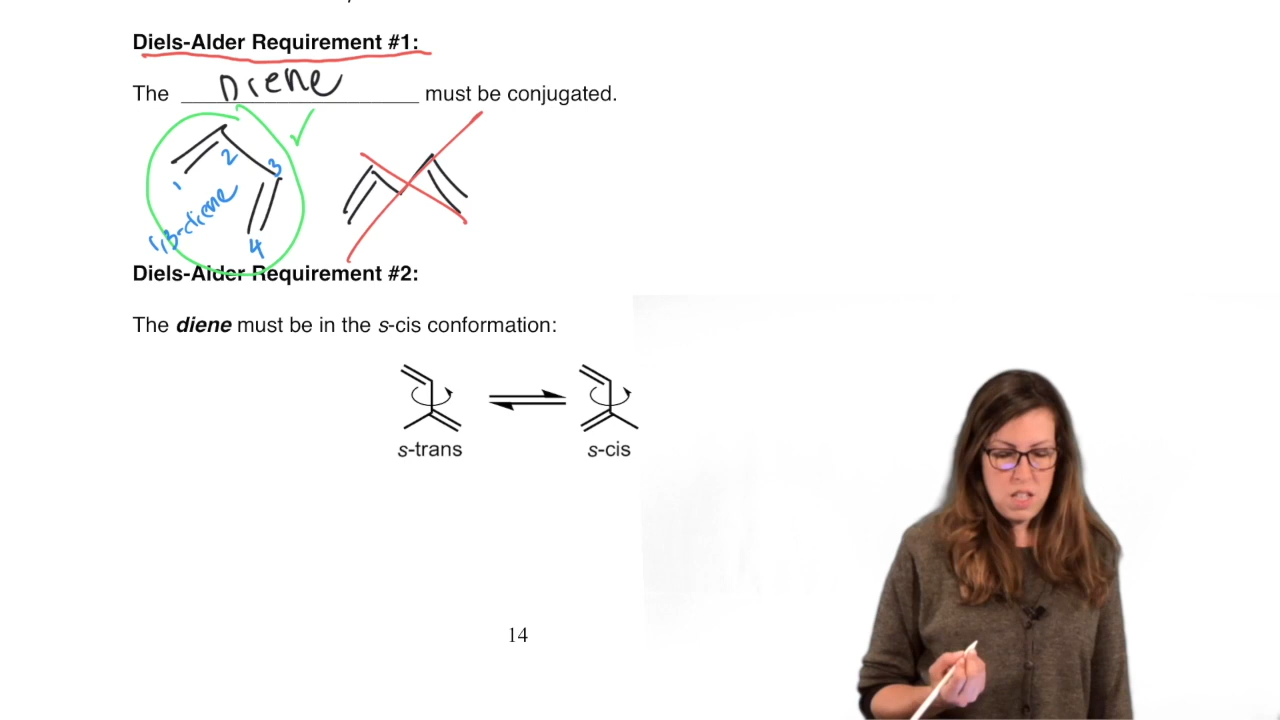 Diels-Alder Requirement #1:
The Diene must be conjugated.
1 2 3 4
1,3-diene
Diels-Alder Requirement #2:
The diene must be in the s-cis conformation:
s-trans s-cis
14